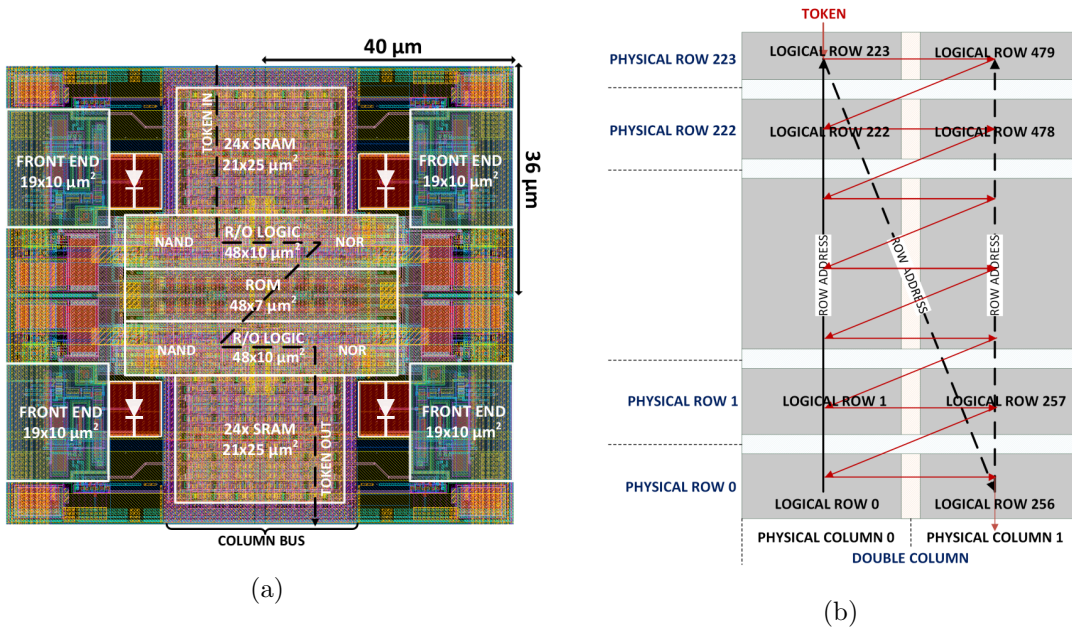 40 µm
36 µm
TOKEN IN
24x SRAM
21x25 µm²
FRONT END
19x10 µm²
FRONT END
19x10 µm²
NAND
R/O LOGIC
48x10 µm²
NOR
ROM
48x7 µm²
NAND
R/O LOGIC
48x10 µm²
NOR
FRONT END
19x10 µm²
24x SRAM
21x25 µm²
FRONT END
19x10 µm²
TOKEN OUT
COLUMN BUS
(a)
TOKEN
PHYSICAL ROW 223
LOGICAL ROW 223
LOGICAL ROW 479
PHYSICAL ROW 222
LOGICAL ROW 222
LOGICAL ROW 478
ROW ADDRESS
ROW ADDRESS
ROW ADDRESS
PHYSICAL ROW 1
LOGICAL ROW 1
LOGICAL ROW 257
PHYSICAL ROW 0
LOGICAL ROW 0
LOGICAL ROW 256
PHYSICAL COLUMN 0
PHYSICAL COLUMN 1
DOUBLE COLUMN
(b)